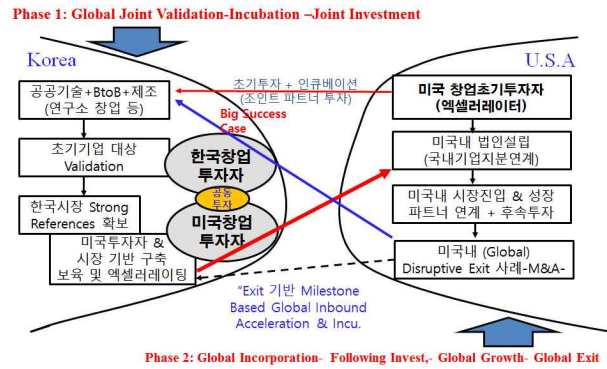 Phase 1: Global Joint Validation-Incubation –Joint Investment
Korea
U.S.A
공공기술+BtoB+제조
(연구소 창업 등)
초기기업 대상
Validation
한국시장 Strong
References 확보
미국투자자 &
시장 기반 구축
보육 및 엑셀러레이팅
초기투자 + 인큐베이션
(조인트 파트너 투자)
Big Success
Case
한국창업
투자자
공동
투자
미국창업
투자자
미국 창업초기투자자
(엑셀러레이터)
미국내 법인설립
(국내기업지분연계)
미국내 시장진입 & 성장
파트너 연계 + 후속투자
미국내 (Global)
Disruptive Exit 사례-M&A-
"Exit 기반 Milestone
Based Global Inbound
Acceleration & Incu.
Phase 2: Global Incorporation- Following Invest,- Global Growth- Global Exit